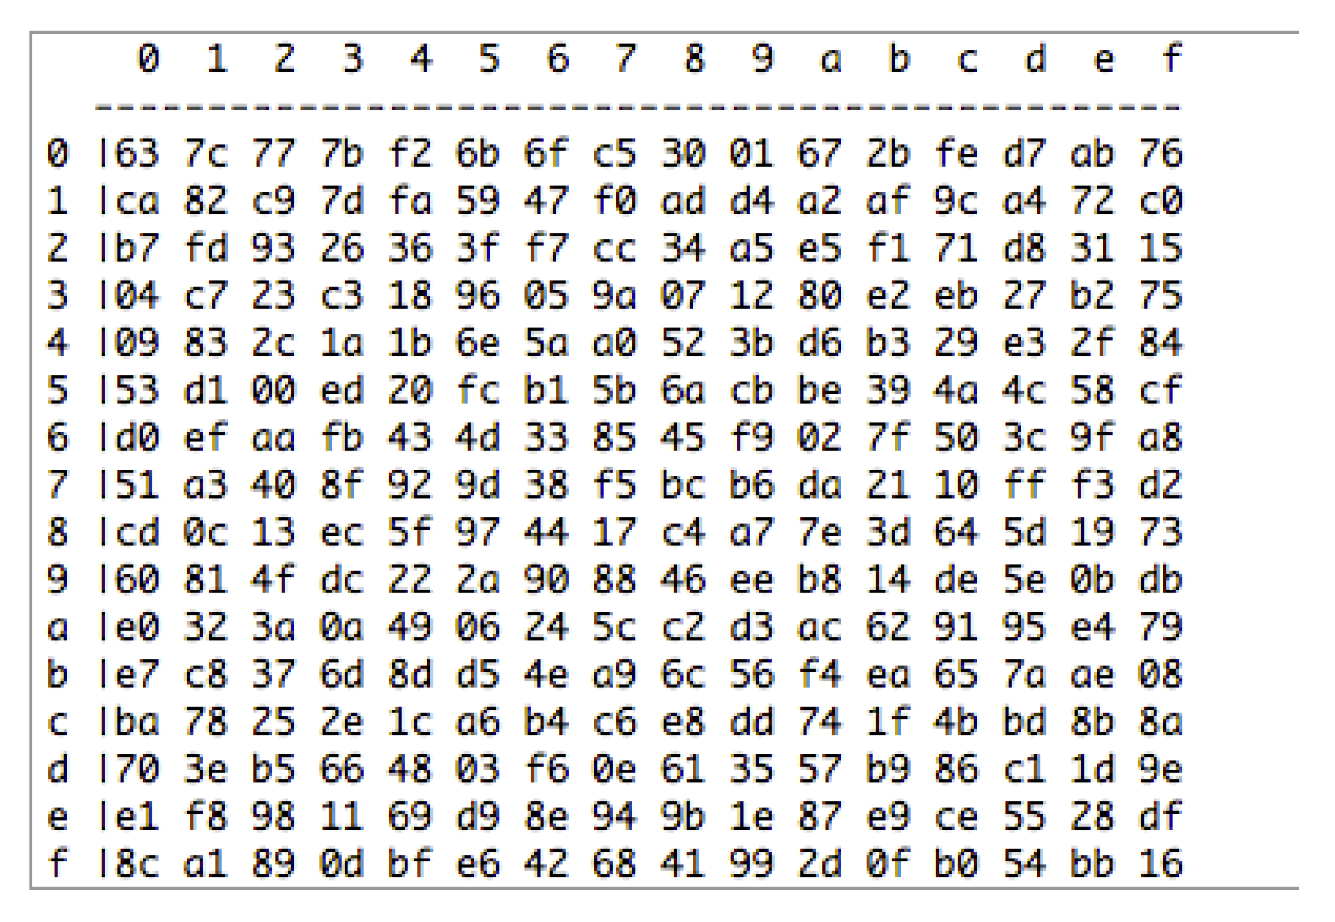 0 1 2 3 4 5 6 7 8 9 a b c d e f
------------------------------------------------
0 |63 7c 77 7b f2 6b 6f c5 30 01 67 2b fe d7 ab 76
1 |ca 82 c9 7d fa 59 47 f0 ad d4 a2 af 9c a4 72 c0
2 |b7 fd 93 26 36 3f f7 cc 34 a5 e5 f1 71 d8 31 15
3 |04 c7 23 c3 18 96 05 9a 07 12 80 e2 eb 27 b2 75
4 |09 83 2c 1a 1b 6e 5a a0 52 3b d6 b3 29 e3 2f 84
5 |53 d1 00 ed 20 fc b1 5b 6a cb be 39 4a 4c 58 cf
6 |d0 ef aa fb 43 4d 33 85 45 f9 02 7f 50 3c 9f a8
7 |51 a3 40 8f 92 9d 38 f5 bc b6 da 21 10 ff f3 d2
8 |cd 0c 13 ec 5f 97 44 17 c4 a7 7e 3d 64 5d 19 73
9 |60 81 4f dc 22 2a 90 88 46 ee b8 14 de 5e 0b db
a |e0 32 3a 0a 49 06 24 5c c2 d3 ac 62 91 95 e4 79
b |e7 c8 37 6d 8d d5 4e a9 6c 56 f4 ea 65 7a ae 08
c |ba 78 25 2e 1c a6 b4 c6 e8 dd 74 1f 4b bd 8b 8a
d |70 3e b5 66 48 03 f6 0e 61 35 57 b9 86 c1 1d 9e
e |e1 f8 98 11 69 d9 8e 94 9b 1e 87 e9 ce 55 28 df
f |8c a1 89 0d bf e6 42 68 41 99 2d 0f b0 54 bb 16